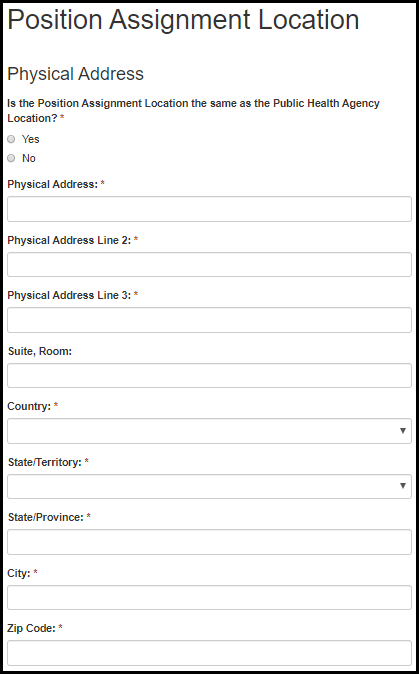 Position Assignment Location
Physical Address
Is the Position Assignment Location the same as the Public Health Agency
Location? *
Yes
No
Physical Address: *
Physical Address Line 2: *
Physical Address Line 3: *
Suite, Room:
Country: *
State/Territory: *
State/Province: *
City: *
Zip Code: *